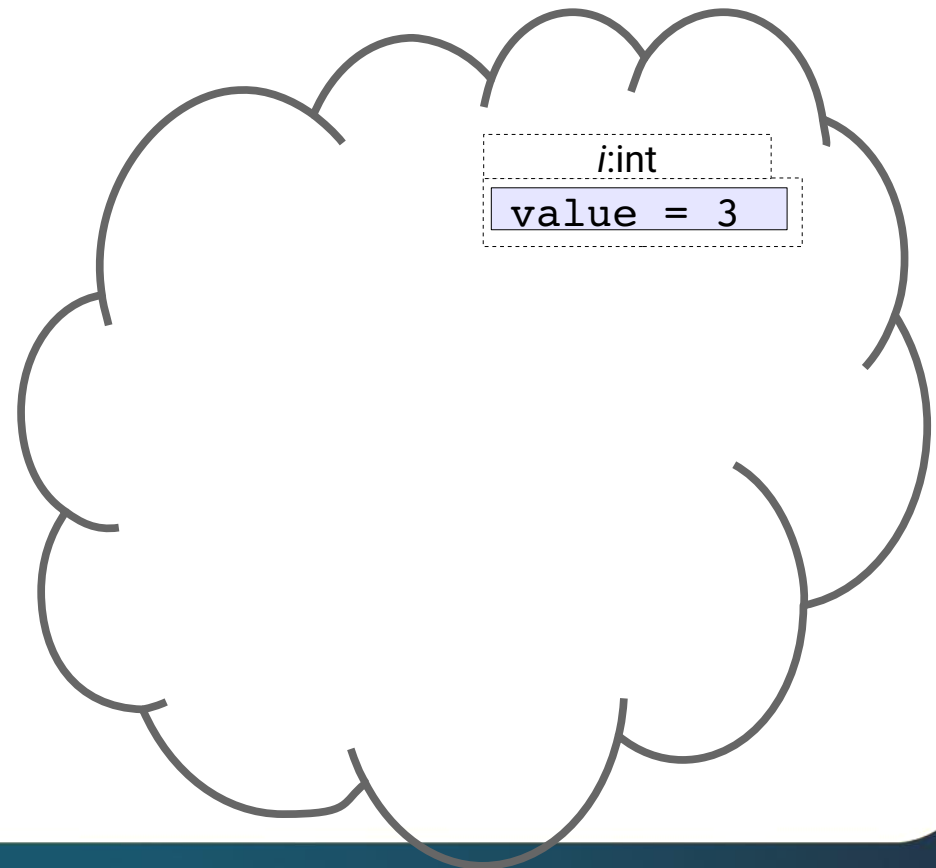 i:int
value = 3